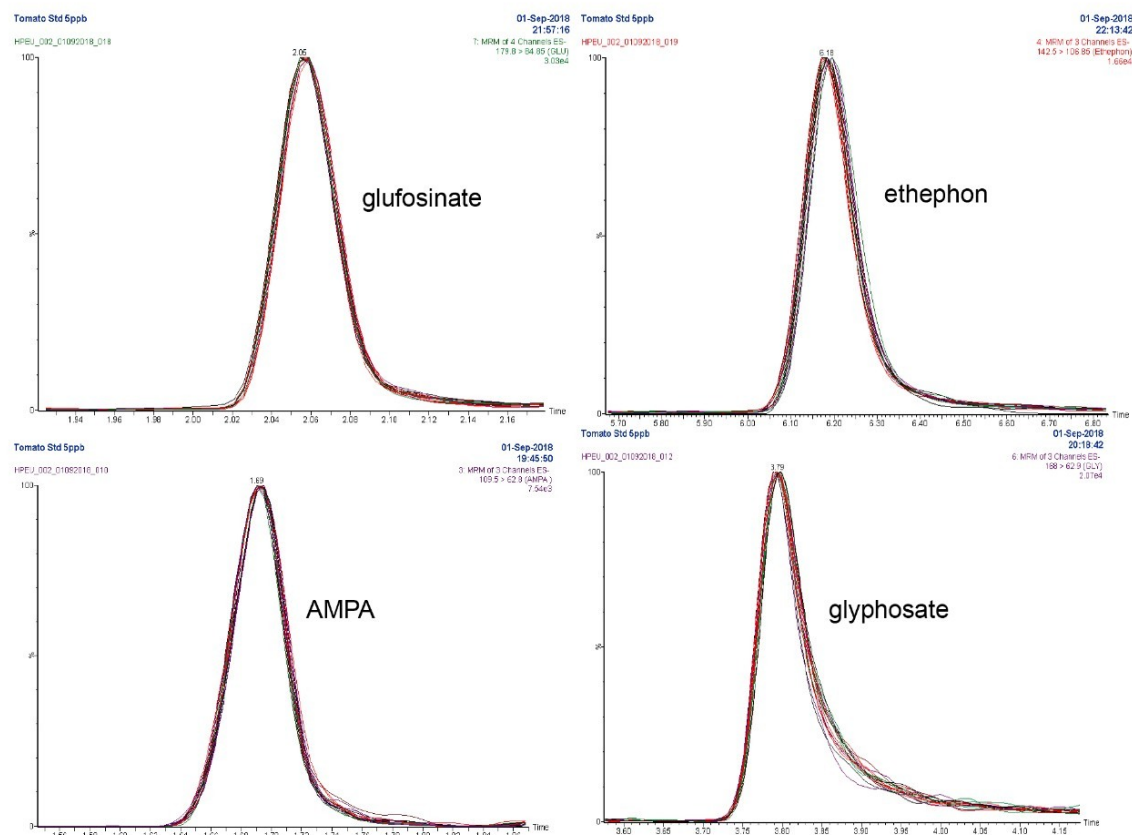 Tomato Std 5ppb
01-Sep-2018
21:57:16
HPEU_002_01092018_018
7: MRM of 4 Channels ES-
179.8 > 84.85 (GLU)
3.03e4
2.05
100
glufosinate
%
0
1.94 1.96 1.98 2.00 2.02 2.04 2.06 2.08 2.10 2.12 2.14 2.16
Time
Tomato Std 5ppb
01-Sep-2018
22:13:42
HPEU_002_01092018_019
4: MRM of 3 Channels ES-
142.5 > 106.85 (Ethephon)
1.66e4
6.18
100
ethephon
%
0
5.70 5.80 5.90 6.00 6.10 6.20 6.30 6.40 6.50 6.60 6.70 6.80
Time
Tomato Std 5ppb
01-Sep-2018
19:45:50
HPEU_002_01092018_010
3: MRM of 3 Channels ES-
109.5 > 62.9 (AMPA)
7.54e3
1.69
100
AMPA
%
0
Time
Tomato Std 5ppb
01-Sep-2018
20:18:42
HPEU_002_01092018_012
6: MRM of 3 Channels ES-
168 > 62.9 (GLY)
2.07e4
3.79
100
glyphosate
%
0
3.60 3.65 3.70 3.75 3.80 3.85 3.90 3.95 4.00 4.05 4.10 4.15
Time